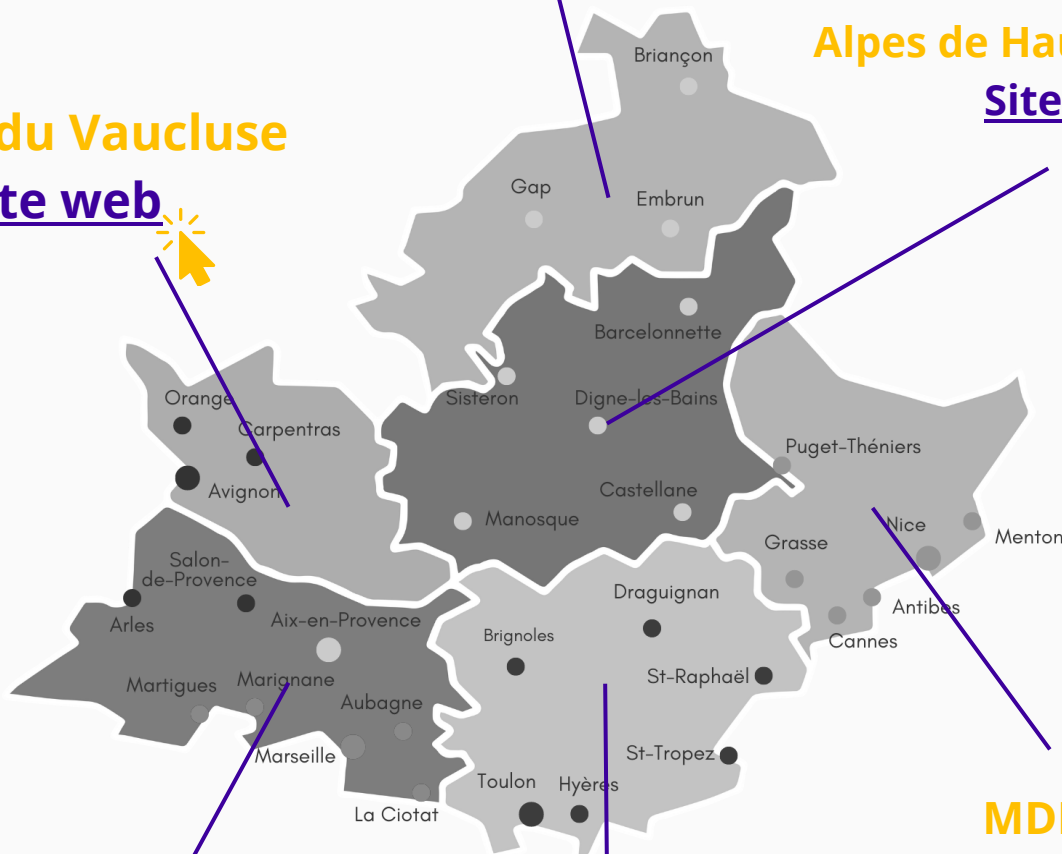 Briançon
Alpes de Hau
Site
du Vaucluse
te web
Gap
Embrun
Barcelonnette
Sisteron
Digne-les-Bains
Orange
Carpentras
Puget-Théniers
Avignon
Castellane
Manosque
Nice
Menton
Grasse
Salon-
de-Provence
Draguignan
Antibes
Arles
Aix-en-Provence
Brignoles
Cannes
Martigues
Marignane
St-Raphaël
Aubagne
Marseille
St-Tropez
Toulon
Hyères
La Ciotat
MD